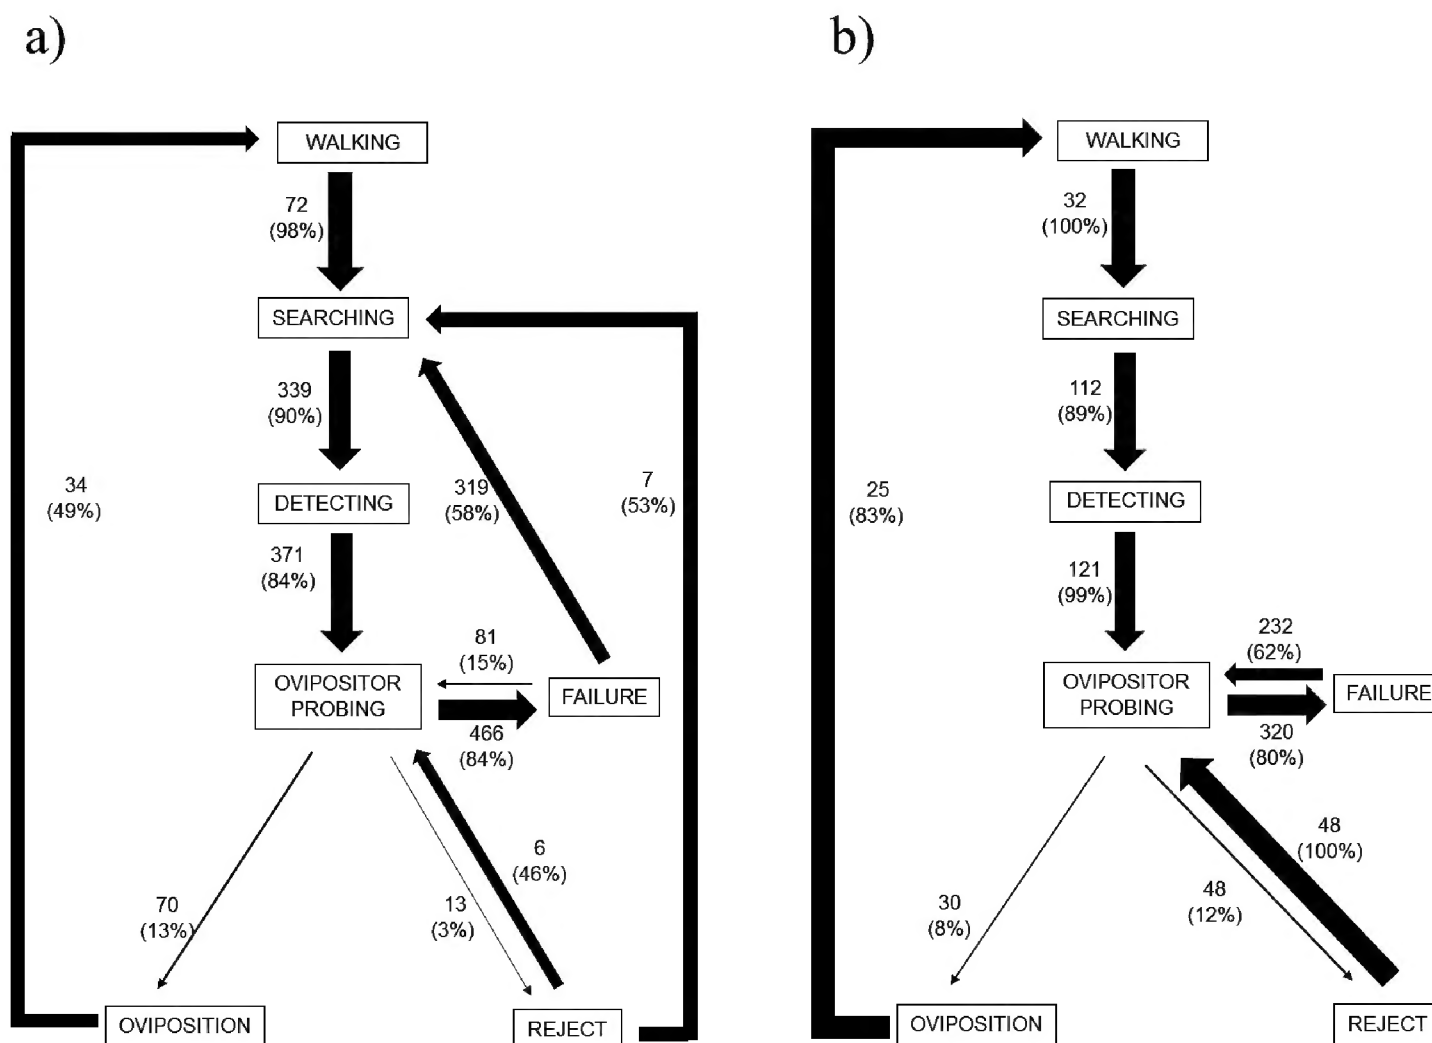 a)
WALKING
72
(98%)
SEARCHING
339
(90%)
34
(49%)
319
(58%)
7
(53%)
DETECTING
371
(84%)
81
(15%)
OVIPOSITOR
PROBING
FAILURE
466
(84%)
6
(46%)
70
(13%)
13
(3%)
OVIPOSITION
REJECT
b)
WALKING
32
(100%)
SEARCHING
112
(89%)
25
(83%)
DETECTING
121
(99%)
232
(62%)
OVIPOSITOR
PROBING
FAILURE
320
(80%)
48
(100%)
30
(8%)
48
(12%)
OVIPOSITION
REJECT